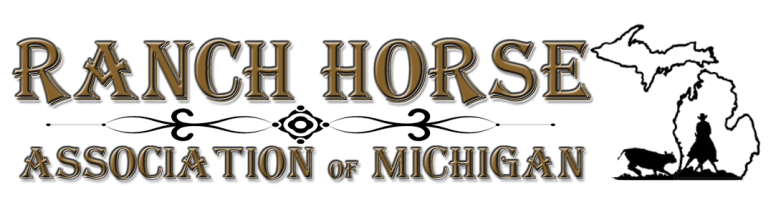 RANCH HORSE
ASSOCIATION OF MICHIGAN